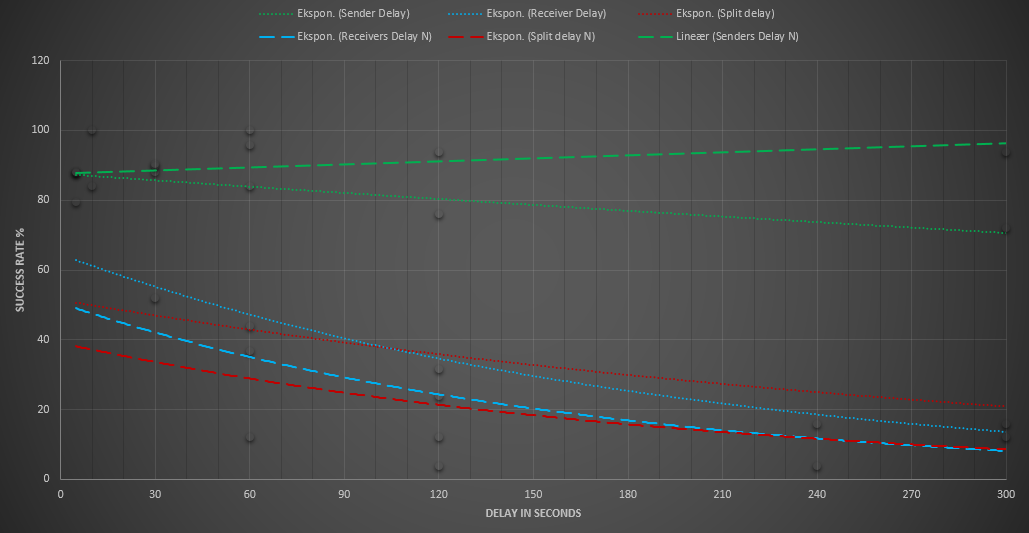 Ekspon. (Sender Delay) Ekspon. (Receiver Delay) Ekspon. (Split delay)
Ekspon. (Receivers Delay N) Ekspon. (Split delay N) Lineær (Senders Delay N)
120
100
80
60
40
20
0
SUCCESS RATE %
0 30 60 90 120 150 180 210 240 270 300
DELAY IN SECONDS